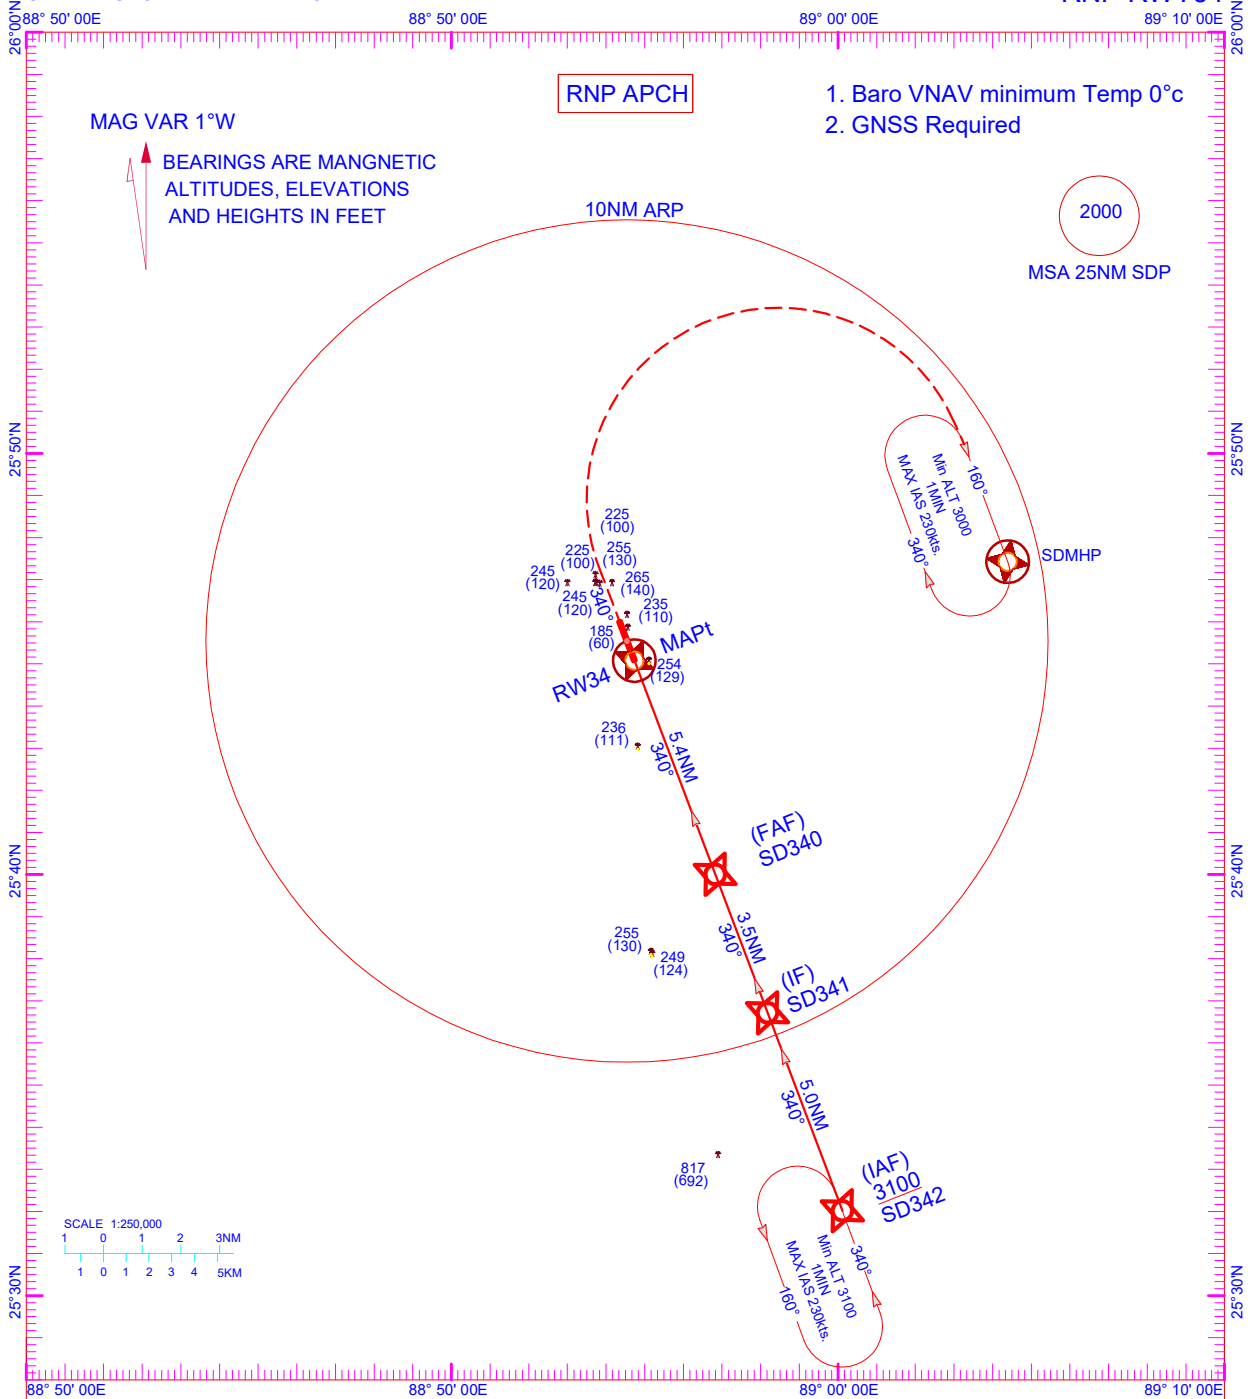 88° 50' 00E
88° 50' 00E
89° 00' 00E
89° 10' 00E
26°00'N
26°00'N
RNP APCH
1. Baro VNAV minimum Temp 0°c
2. GNSS Required
MAG VAR 1°W
BEARINGS ARE MANGNETIC
ALTITUDES, ELEVATIONS
AND HEIGHTS IN FEET
2000
MSA 25NM SDP
10NM ARP
25°50'N
25°50'N
160°
Min ALT 3000
1MIN
MAX IAS 230kts.
340°
SDMHP
225
(100)
225
(100)
255
(130)
245
(120)
245
(120)
265
(140)
340°
235
(110)
185
(60)
MAPt
RW34
254
(129)
236
(111)
5.4NM
340°
(FAF)
SD340
25°40'N
25°40'N
3.5NM
340°
255
(130)
249
(124)
(IF)
SD341
5.0NM
340°
817
(692)
(IAF)
3100
SD342
340°
Min ALT 3100
1MIN
MAX IAS 230kts.
160°
SCALE 1:250,000
1 0 1 2 3NM
1 0 1 2 3 4 5KM
25°30'N
25°30'N
88° 50' 00E
88° 50' 00E
89° 00' 00E
89° 10' 00E